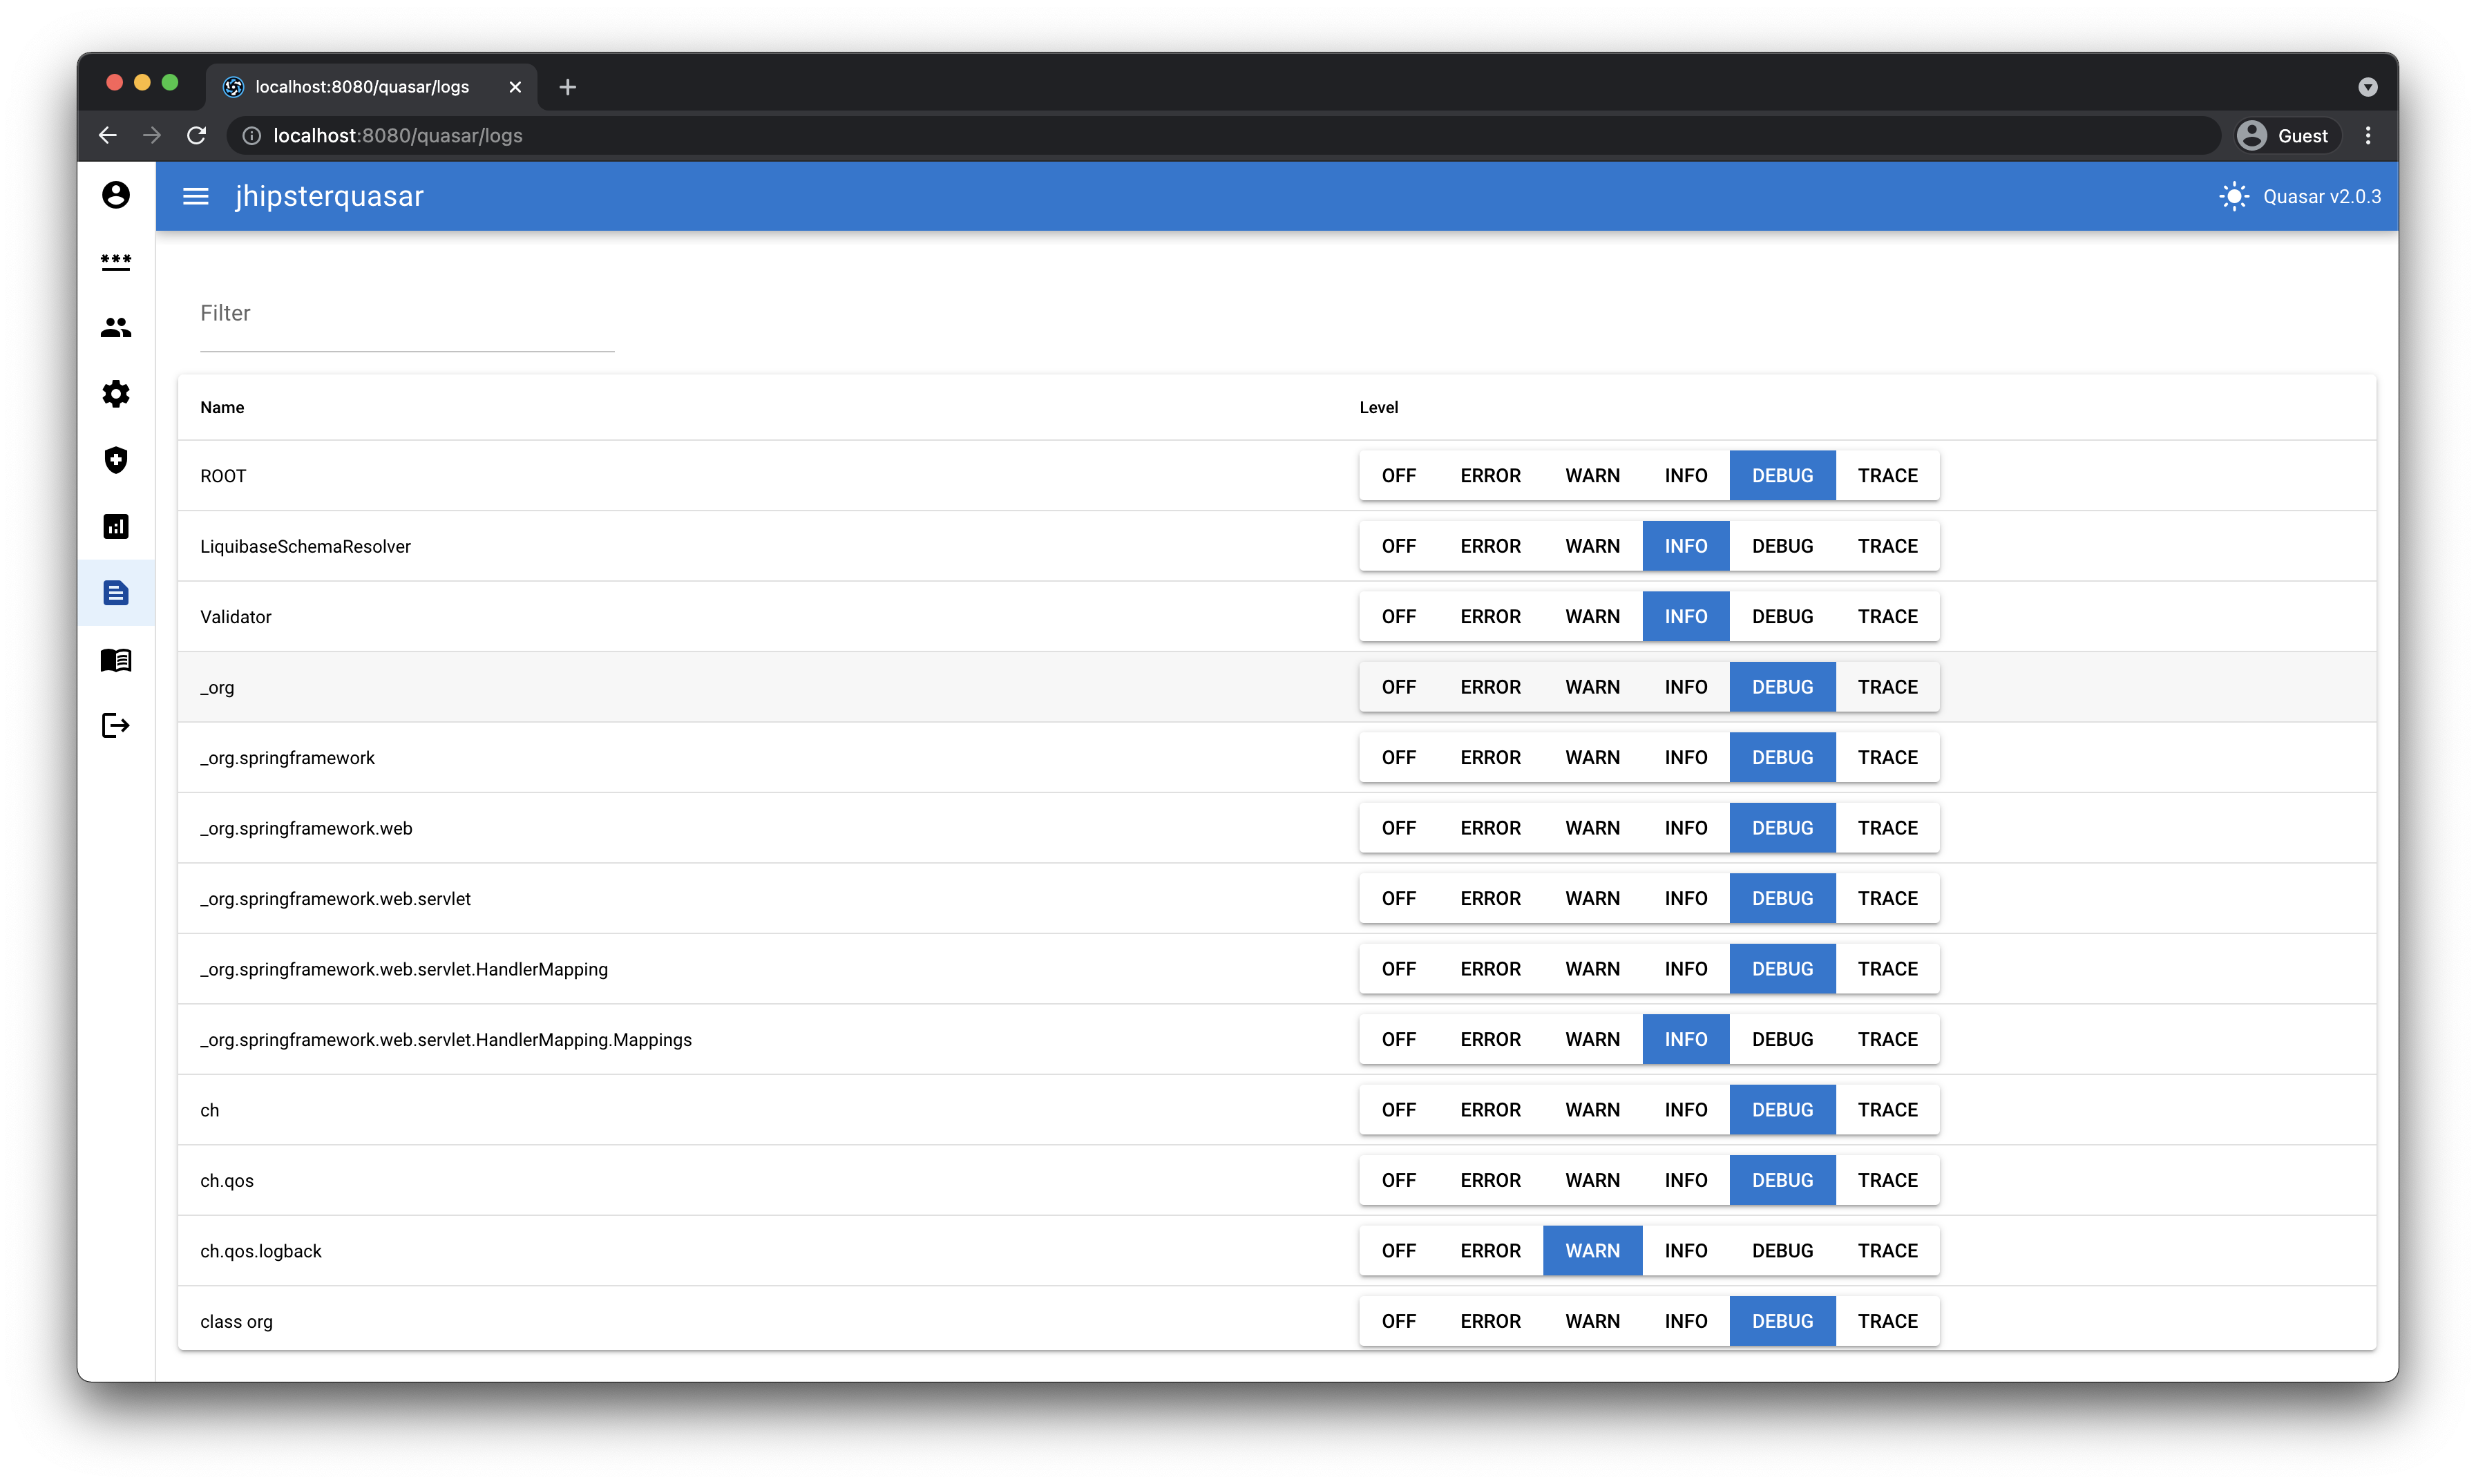 localhost:8080/quasar/logs
localhost:8080/quasar/logs
Guest
jhipsterquasar
Quasar v2.0.3
***
Filter
Name Level
ROOT OFF ERROR WARN INFO DEBUG TRACE
LiquibaseSchemaResolver OFF ERROR WARN INFO DEBUG TRACE
Validator OFF ERROR WARN INFO DEBUG TRACE
_org OFF ERROR WARN INFO DEBUG TRACE
_org.springframework OFF ERROR WARN INFO DEBUG TRACE
_org.springframework.web OFF ERROR WARN INFO DEBUG TRACE
_org.springframework.web.servlet OFF ERROR WARN INFO DEBUG TRACE
_org.springframework.web.servlet.HandlerMapping OFF ERROR WARN INFO DEBUG TRACE
_org.springframework.web.servlet.HandlerMapping.Mappings OFF ERROR WARN INFO DEBUG TRACE
ch OFF ERROR WARN INFO DEBUG TRACE
ch.qos OFF ERROR WARN INFO DEBUG TRACE
ch.qos.logback OFF ERROR WARN INFO DEBUG TRACE
class org OFF ERROR WARN INFO DEBUG TRACE